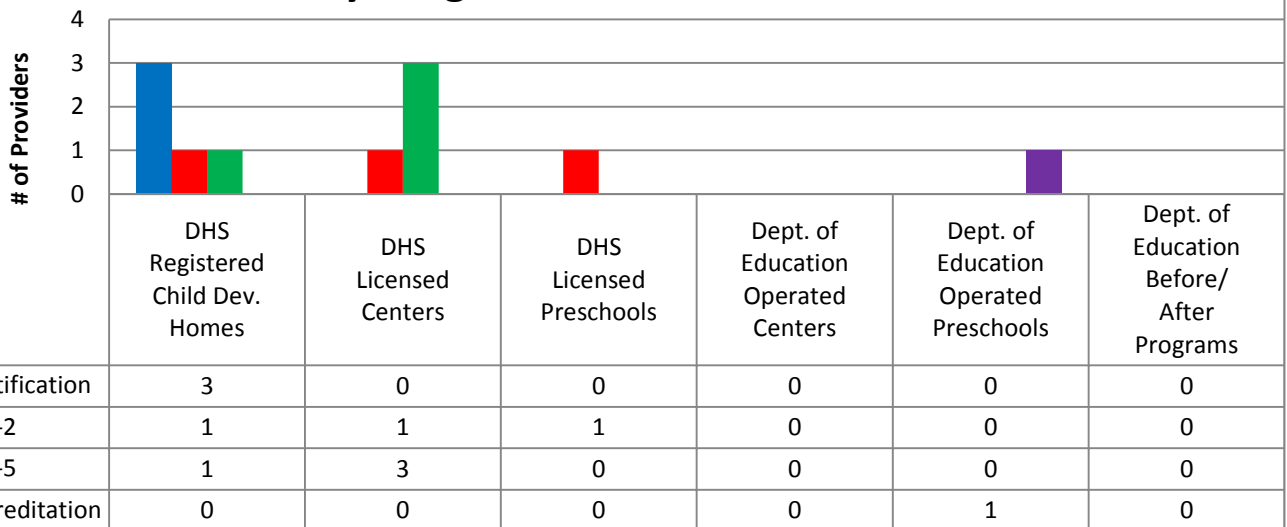 4
3
2
1
0
# of Providers
DHS
Registered
Child Dev.
Homes
DHS
Licensed
Centers
DHS
Licensed
Preschools
Dept. of
Education
Operated
Centers
Dept. of
Education
Operated
Preschools
Dept. of
Education
Before/
After
Programs
tification 3 0 0 0 0 0
-2 1 1 1 0 0 0
-5 1 3 0 0 0 0
reditation 0 0 0 0 1 0